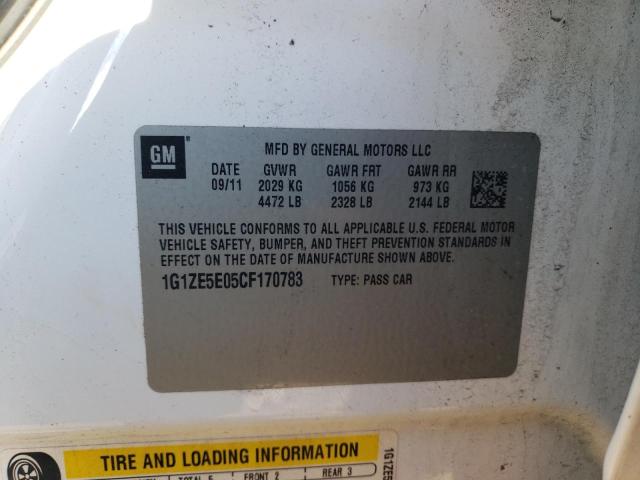 GM
MFD BY GENERAL MOTORS LLC
DATE GVWR GAWR FRT GAWR RR
09/11 2029 KG 1056 KG 973 KG
4472 LB 2328 LB 2144 LB
THIS VEHICLE CONFORMS TO ALL APPLICABLE U.S. FEDERAL MOTOR
VEHICLE SAFETY, BUMPER, AND THEFT PREVENTION STANDARDS IN
EFFECT ON THE DATE OF MANUFACTURE SHOWN ABOVE.
1G1ZE5E05CF170783 TYPE: PASS CAR
TIRE AND LOADING INFORMATION
TOTAL 5 FRONT 2 REAR 3
1G1ZE5